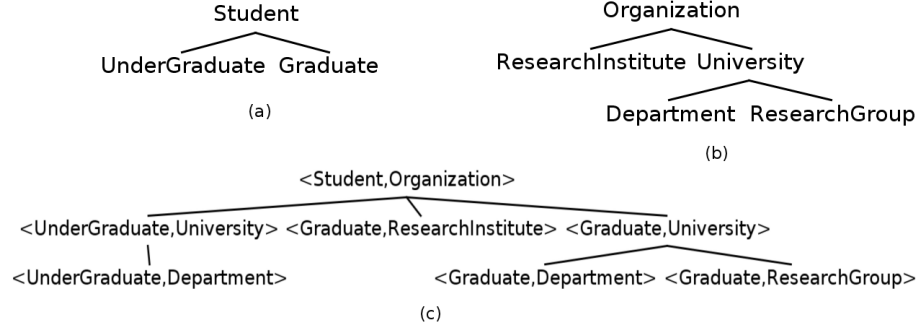 Student
UnderGraduate Graduate
(a)
Organization
ResearchInstitute University
Department ResearchGroup
(b)
<Student,Organization>
<UnderGraduate,University> <Graduate,ResearchInstitute> <Graduate,University>
<UnderGraduate,Department> <Graduate,Department> <Graduate,ResearchGroup>
(c)